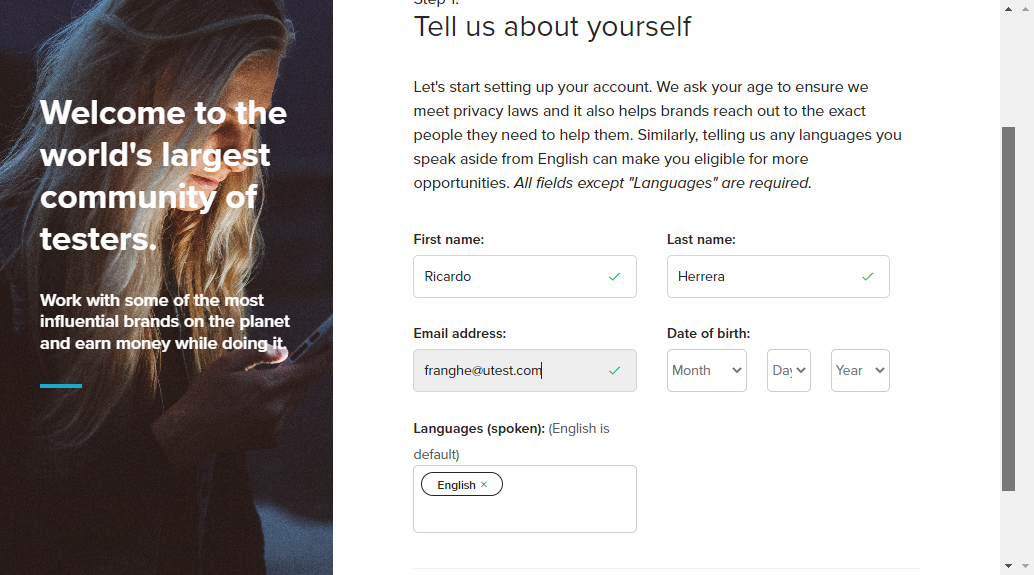 Welcome to the
world's largest
community of
testers.
Work with some of the most
influential brands on the planet
and earn money while doing it.
Step 1:
Tell us about yourself
Let's start setting up your account. We ask your age to ensure we
meet privacy laws and it also helps brands reach out to the exact
people they need to help them. Similarly, telling us any languages you
speak aside from English can make you eligible for more
opportunities. All fields except "Languages" are required.
First name: Last name:
Ricardo Herrera
Email address: Date of birth:
franghe@utest.com Month Day Year
Languages (spoken): (English is
default)
English ×